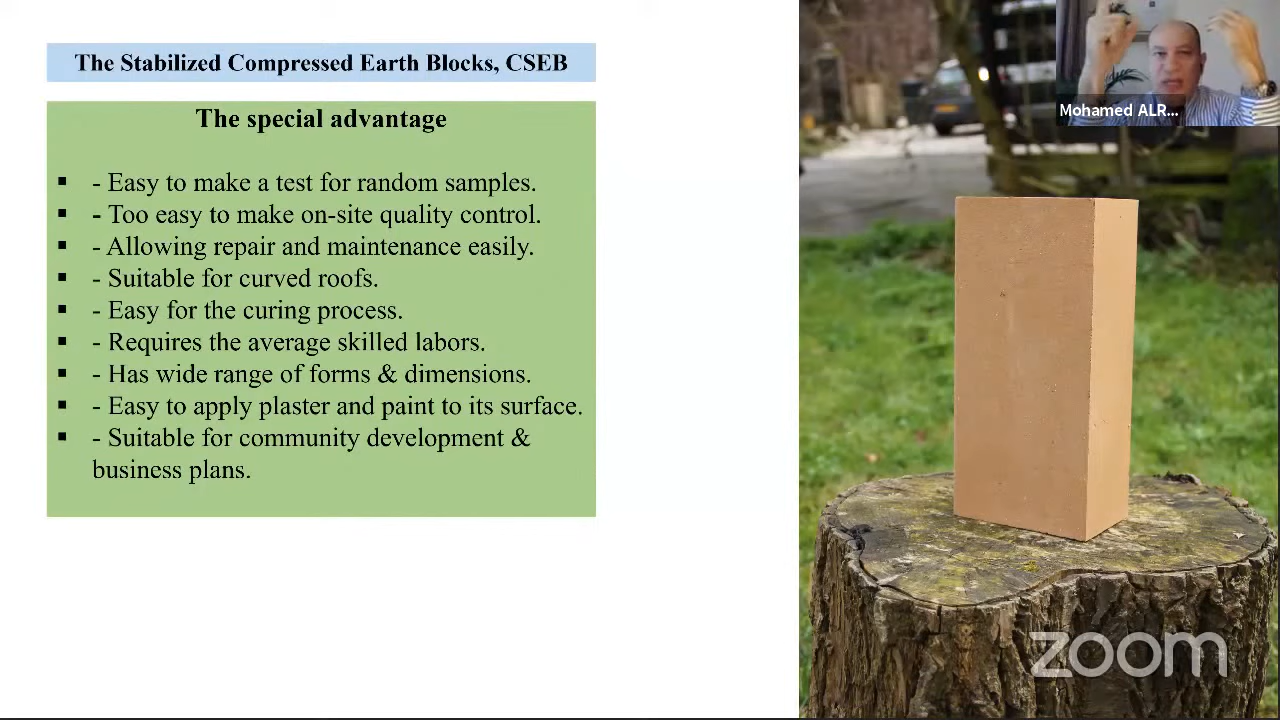 The Stabilized Compressed Earth Blocks, CSEB
The special advantage
▪ - Easy to make a test for random samples.
▪ - Too easy to make on-site quality control.
▪ - Allowing repair and maintenance easily.
▪ - Suitable for curved roofs.
▪ - Easy for the curing process.
▪ - Requires the average skilled labors.
▪ - Has wide range of forms & dimensions.
▪ - Easy to apply plaster and paint to its surface.
▪ - Suitable for community development &
business plans.
Mohamed ALR...
zoom